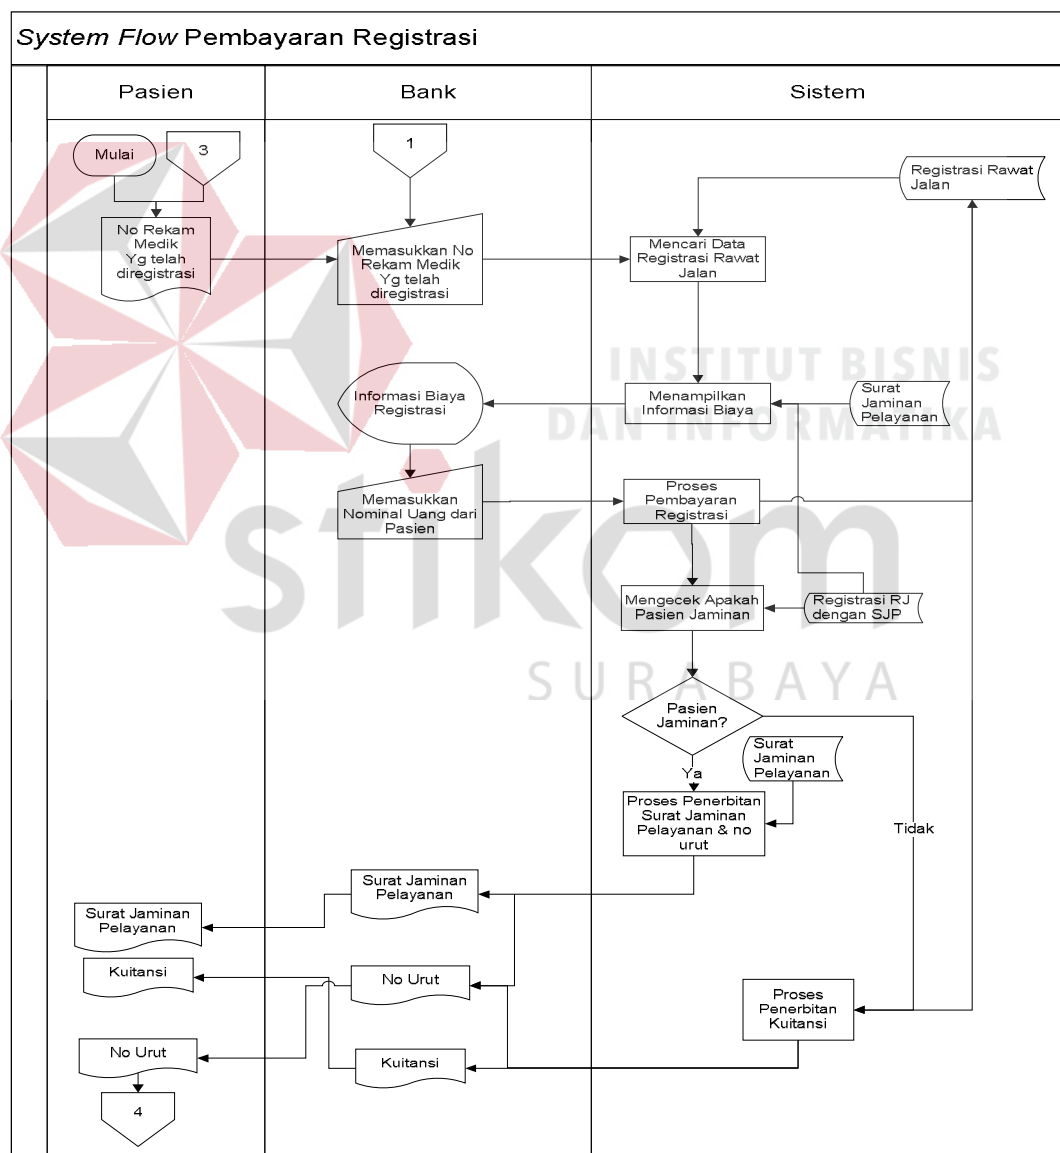 System Flow Pembayaran Registrasi
Pasien
Bank
Sistem
Mulai
3
1
Registrasi Rawat
Jalan
No Rekam
Medik
Yg telah
diregistrasi
Memasukkan No
Rekam Medik
Yg telah
diregistrasi
Mencari Data
Registrasi Rawat
Jalan
INSTITUT BISNIS
DAN INFORMATIKA
Informasi Biaya
Registrasi
Menampilkan
Informasi Biaya
Surat
Jaminan
Pelayanan
Memasukkan
Nominal Uang dari
Pasien
Proses
Pembayaran
Registrasi
stikom
SURABAYA
Mengecek Apakah
Pasien Jaminan
Registrasi RJ
dengan SJP
Pasien
Jaminan?
Surat
Jaminan
Pelayanan
Ya
Proses Penerbitan
Surat Jaminan
Pelayanan & no
urut
Tidak
Surat Jaminan
Pelayanan
Surat Jaminan
Pelayanan
Kuitansi
No Urut
Proses
Penerbitan
Kuitansi
No Urut
Kuitansi
4